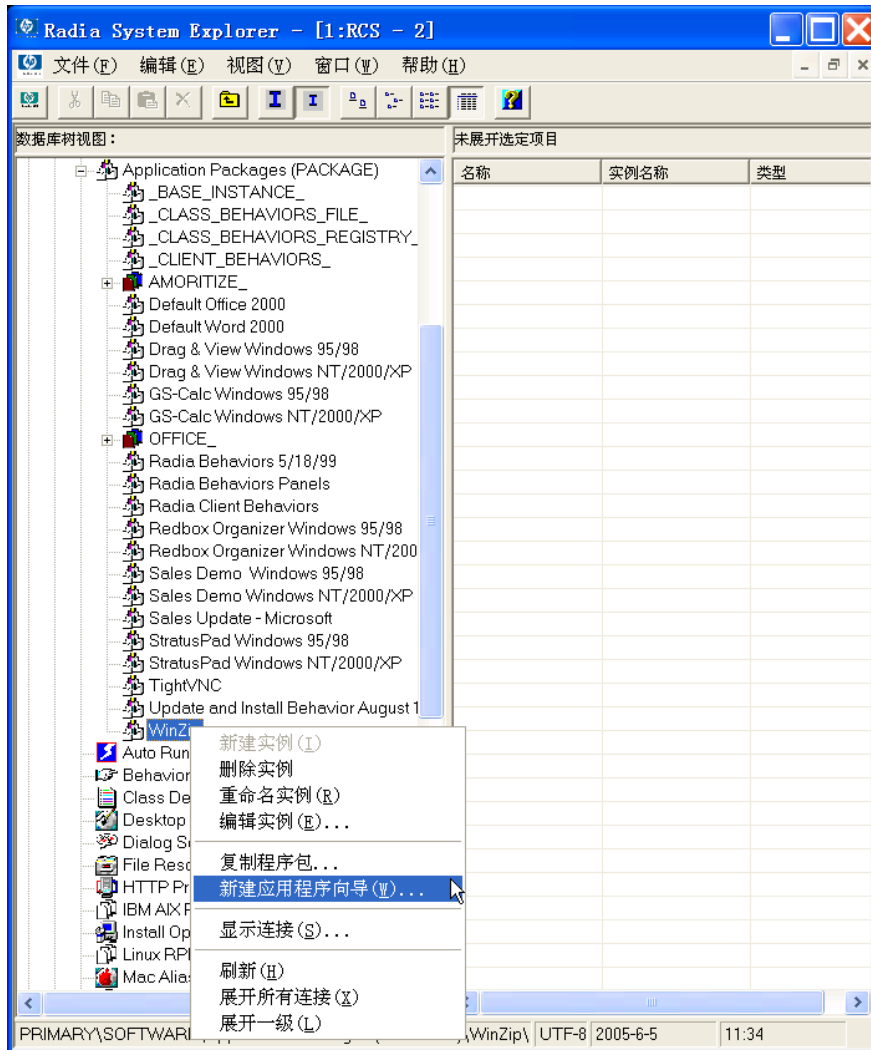 Radia System Explorer - [1:RCS - 2]
文件(F) 编辑(E) 视图(V) 窗口(W) 帮助(H)
数据库树视图：
未展开选定项目
名称 实例名称 类型
Application Packages (PACKAGE)
_BASE_INSTANCE_
_CLASS_BEHAVIORS_FILE_
_CLASS_BEHAVIORS_REGISTRY_
_CLIENT_BEHAVIORS_
AMORITIZE_
Default Office 2000
Default Word 2000
Drag & View Windows 95/98
Drag & View Windows NT/2000/XP
GS-Calc Windows 95/98
GS-Calc Windows NT/2000/XP
OFFICE_
Radia Behaviors 5/18/99
Radia Behaviors Panels
Radia Client Behaviors
Redbox Organizer Windows 95/98
Redbox Organizer Windows NT/200
Sales Demo Windows 95/98
Sales Demo Windows NT/2000/XP
Sales Update - Microsoft
StratusPad Windows 95/98
StratusPad Windows NT/2000/XP
TightVNC
Update and Install Behavior August 1
WinZi
Auto Run
Behavior
Class De
Desktop
Dialog S
File Reso
HTTP Pr
IBM AIX F
Install Op
Linux RP
Mac Alia
新建实例(I)
删除实例
重命名实例(R)
编辑实例(E)...
复制程序包...
新建应用程序向导(W)...
显示连接(S)...
刷新(H)
展开所有连接(X)
展开一级(L)
PRIMARY\SOFTWAR \WinZip\ UTF-8 2005-6-5 11:34